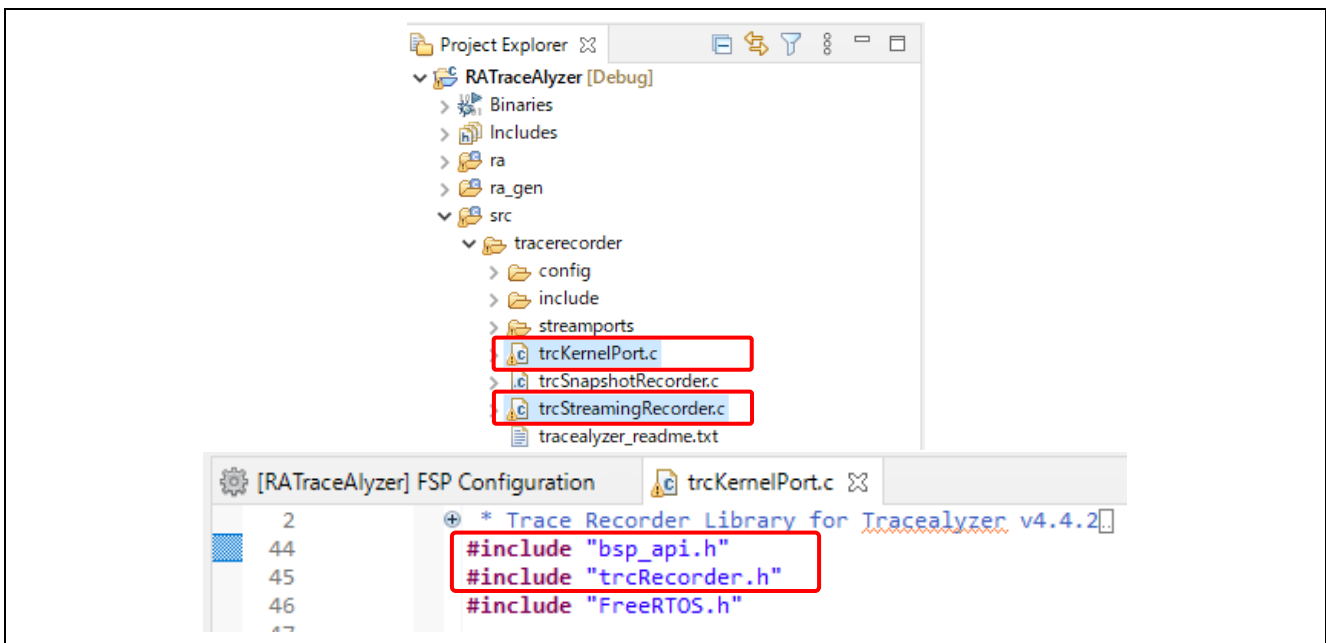 Project Explorer
RATraceAlyzer [Debug]
Binaries
Includes
ra
ra_gen
src
tracerecorder
config
include
streamports
trcKernelPort.c
trcSnapshotRecorder.c
trcStreamingRecorder.c
tracealyzer_readme.txt
[RATraceAlyzer] FSP Configuration trcKernelPort.c
2 * Trace Recorder Library for Tracealyzer v4.4.2
44 #include "bsp_api.h"
45 #include "trcRecorder.h"
46 #include "FreeRTOS.h"